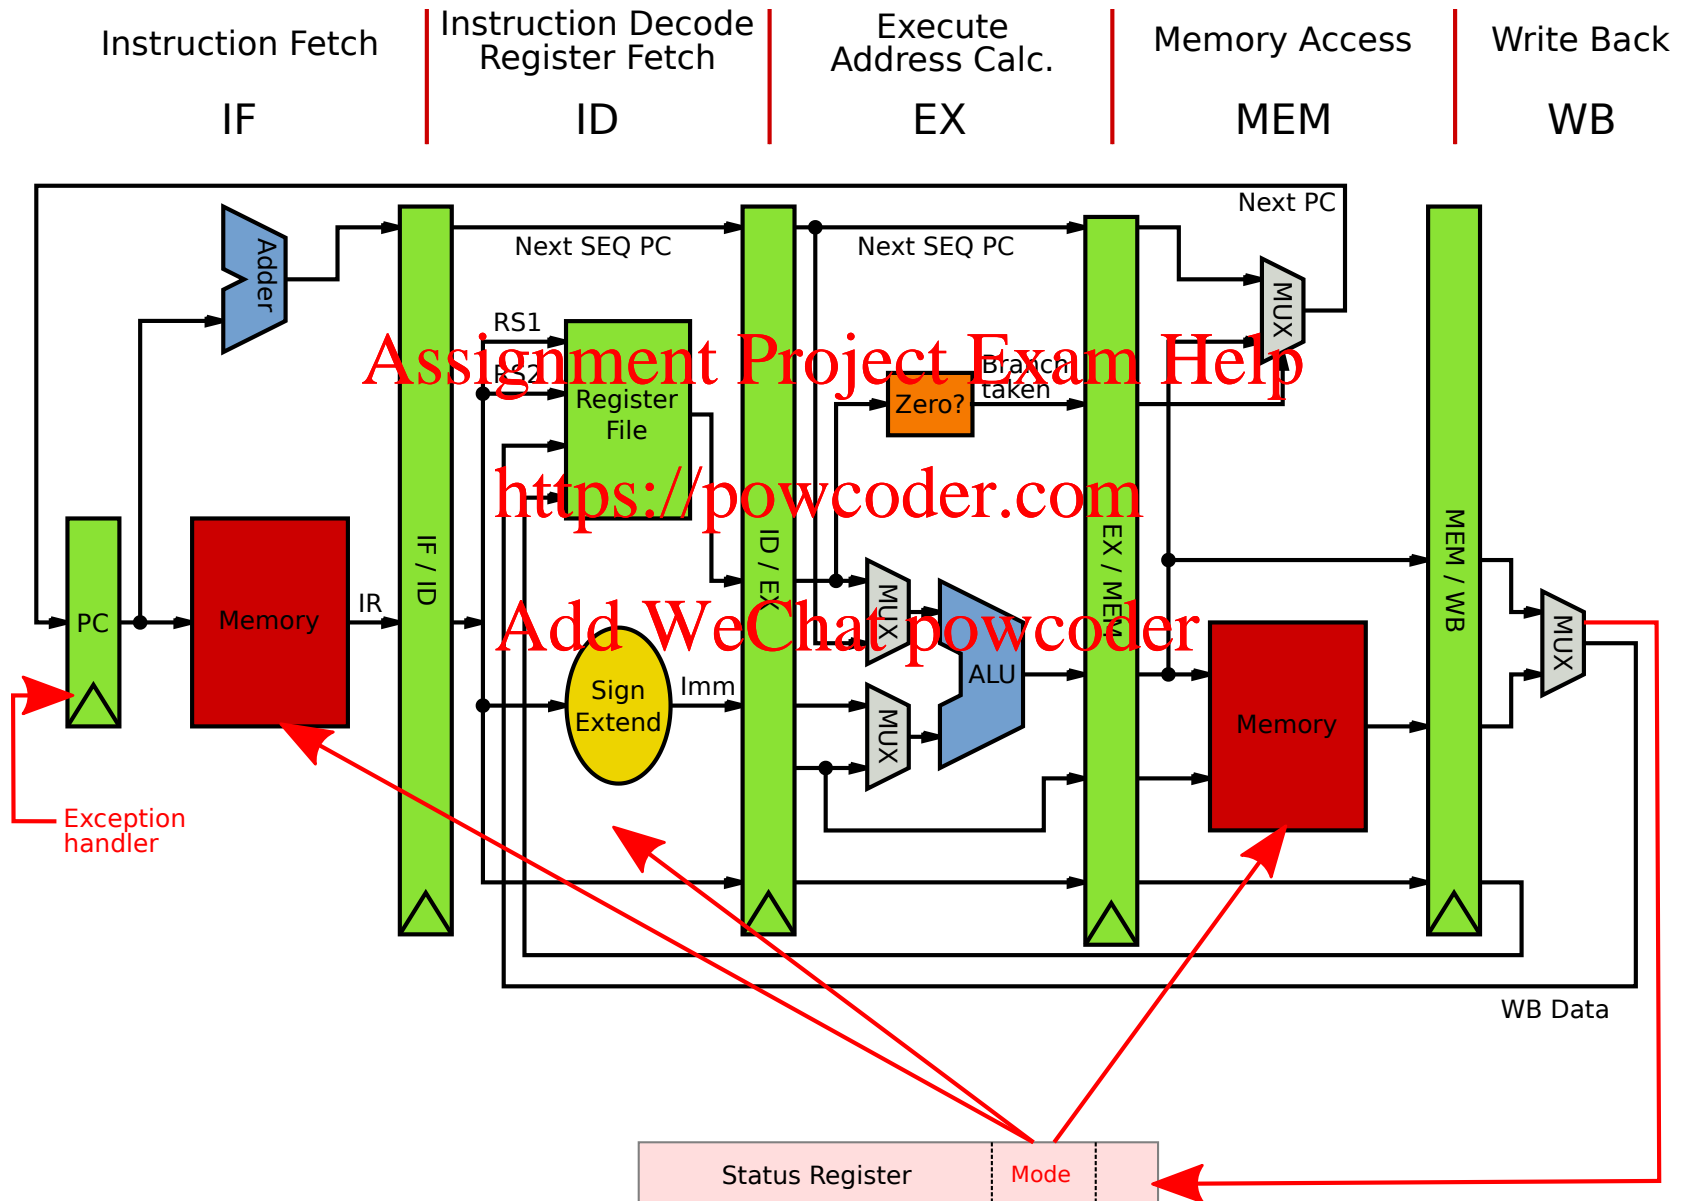 Instruction Fetch
Instruction Decode
Register Fetch
Execute
Address Calc.
Memory Access
Write Back
IF
ID
EX
MEM
WB
Next PC
Adder
Next SEQ PC
Next SEQ PC
MUX
RS1
RS2
Register
File
Branch
taken
Zero?
Assignment Project Exam Help
https://powcoder.com
Add WeChat powcoder
PC
Memory
IR
IF / ID
ID / EX
EX / MEM
MEM / WB
MUX
MUX
ALU
Sign
Extend
Imm
Memory
MUX
Exception
handler
WB Data
Status Register
Mode